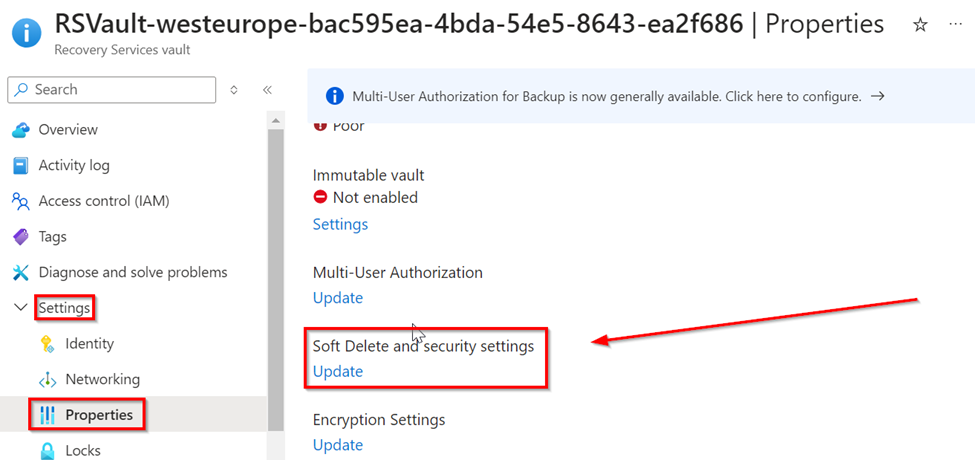 RSVault-westeurope-bac595ea-4bda-54e5-8643-ea2f686 | Properties
Recovery Services vault
Search
Overview
Activity log
Access control (IAM)
Tags
Diagnose and solve problems
Settings
Identity
Networking
Properties
Locks
Multi-User Authorization for Backup is now generally available. Click here to configure. →
Poor
Immutable vault
Not enabled
Settings
Multi-User Authorization
Update
Soft Delete and security settings
Update
Encryption Settings
Update